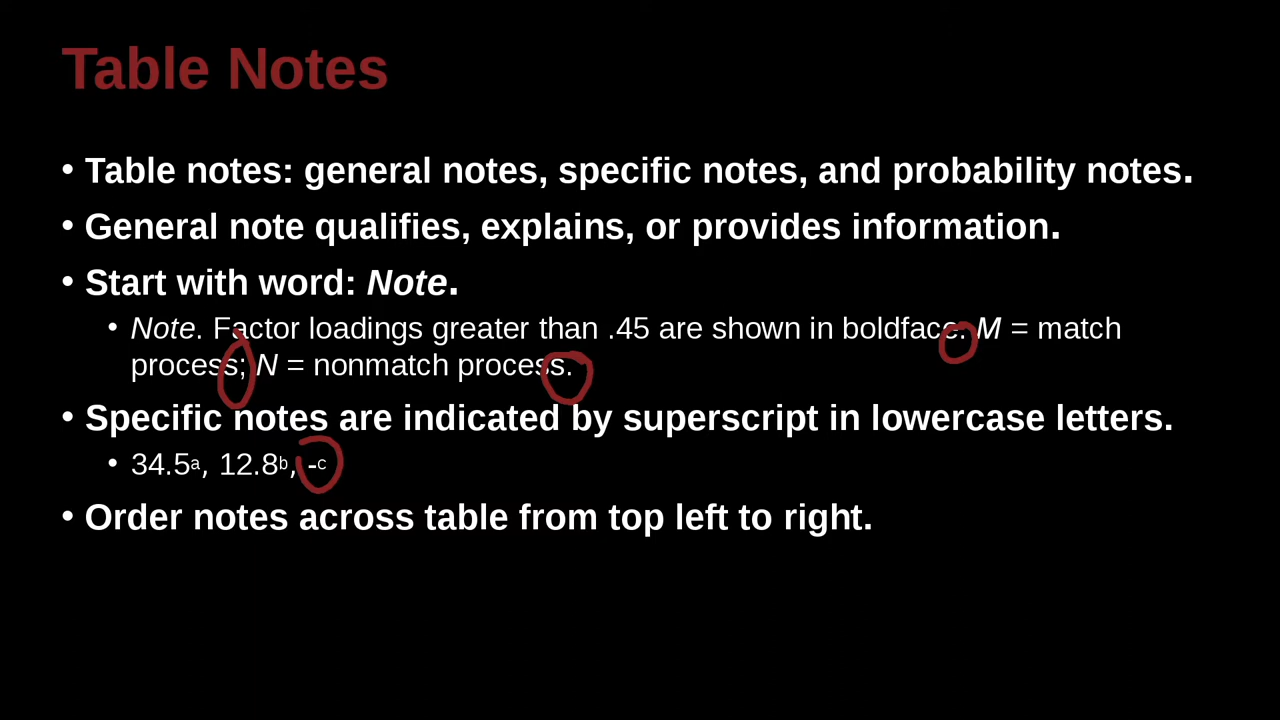 Table Notes
• Table notes: general notes, specific notes, and probability notes.
• General note qualifies, explains, or provides information.
• Start with word: Note.
• Note. Factor loadings greater than .45 are shown in boldface. M = match
process; N = nonmatch process.
• Specific notes are indicated by superscript in lowercase letters.
• 34.5ᵃ, 12.8ᵇ, -ᶜ
• Order notes across table from top left to right.